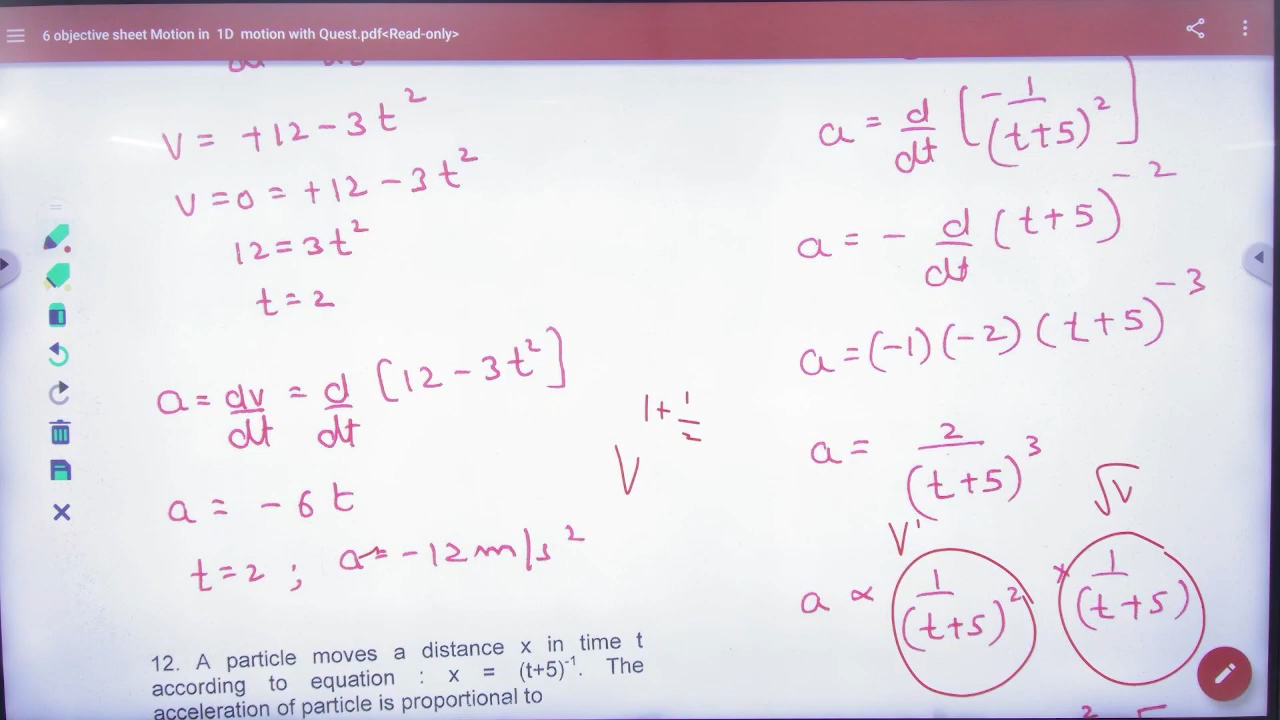 6 objective sheet Motion in 1D motion with Quest.pdf<Read-only>
V = +12 - 3t²
V = 0 = +12 - 3t²
12 = 3t²
t = 2
a = dv/dt = d/dt [12 - 3t²]
a = -6t
t = 2 ; a = -12 m/s²
12. A particle moves a distance x in time t
according to equation : x = (t+5)⁻¹. The
acceleration of particle is proportional to
V^(1 + 1/2)
a = d/dt [-1/(t+5)²]
a = - d/dt (t+5)⁻²
a = (-1)(-2)(t+5)⁻³
a = 2/(t+5)³
V' √v
a ∝ 1/(t+5)² × 1/(t+5)